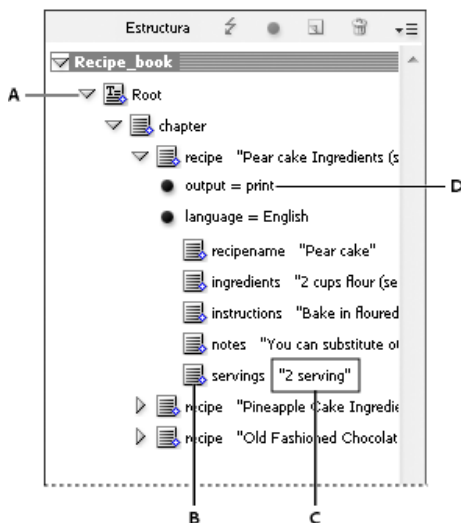 Estructura
Recipe_book
A
Root
chapter
recipe "Pear cake Ingredients (s
output = print
D
language = English
recipename "Pear cake"
ingredients "2 cups flour (se
instructions "Bake in floured
notes "You can substitute ot
servings "2 serving"
recipe "Pineapple Cake Ingredie
recipe "Old Fashioned Chocolat
B
C